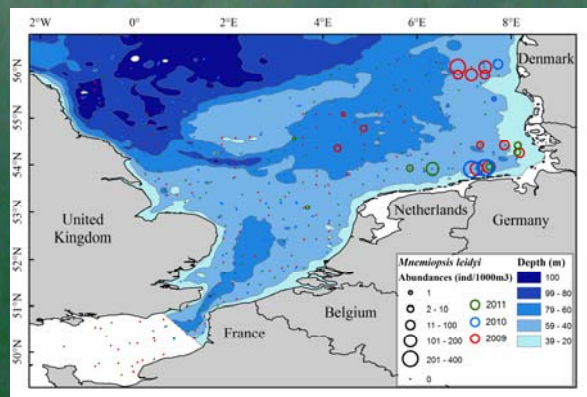 2°W 0° 2°E 4°E 6°E 8°E
56°N
55°N
54°N
53°N
52°N
51°N
50°N
Denmark
United
Kingdom
Netherlands
Germany
Belgium
France
Mnemiopsis leidyi
Abundances (ind/1000m3)
1
2 - 10
11 - 100
101 - 200
201 - 400
0
2011
2010
2009
Depth (m)
100
99 - 80
79 - 60
59 - 40
39 - 20